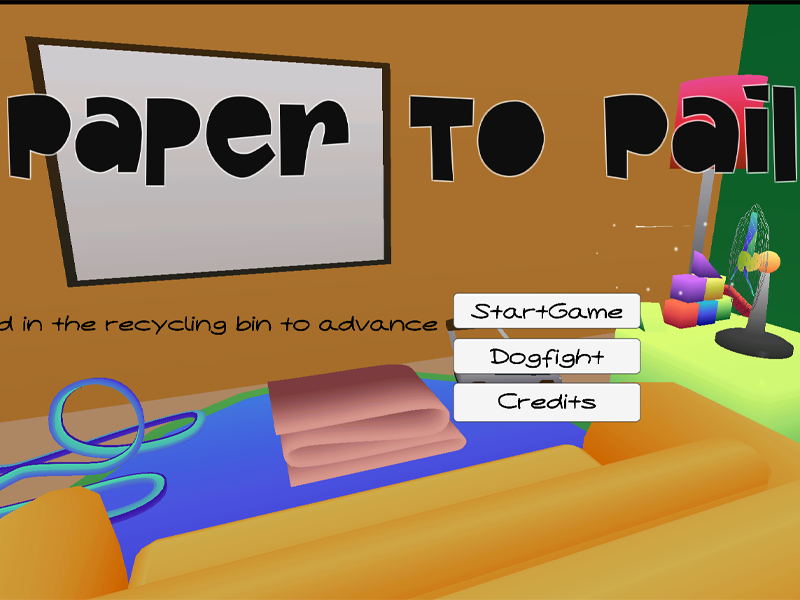 Paper To Pail
d in the recycling bin to advance
StartGame
Dogfight
Credits